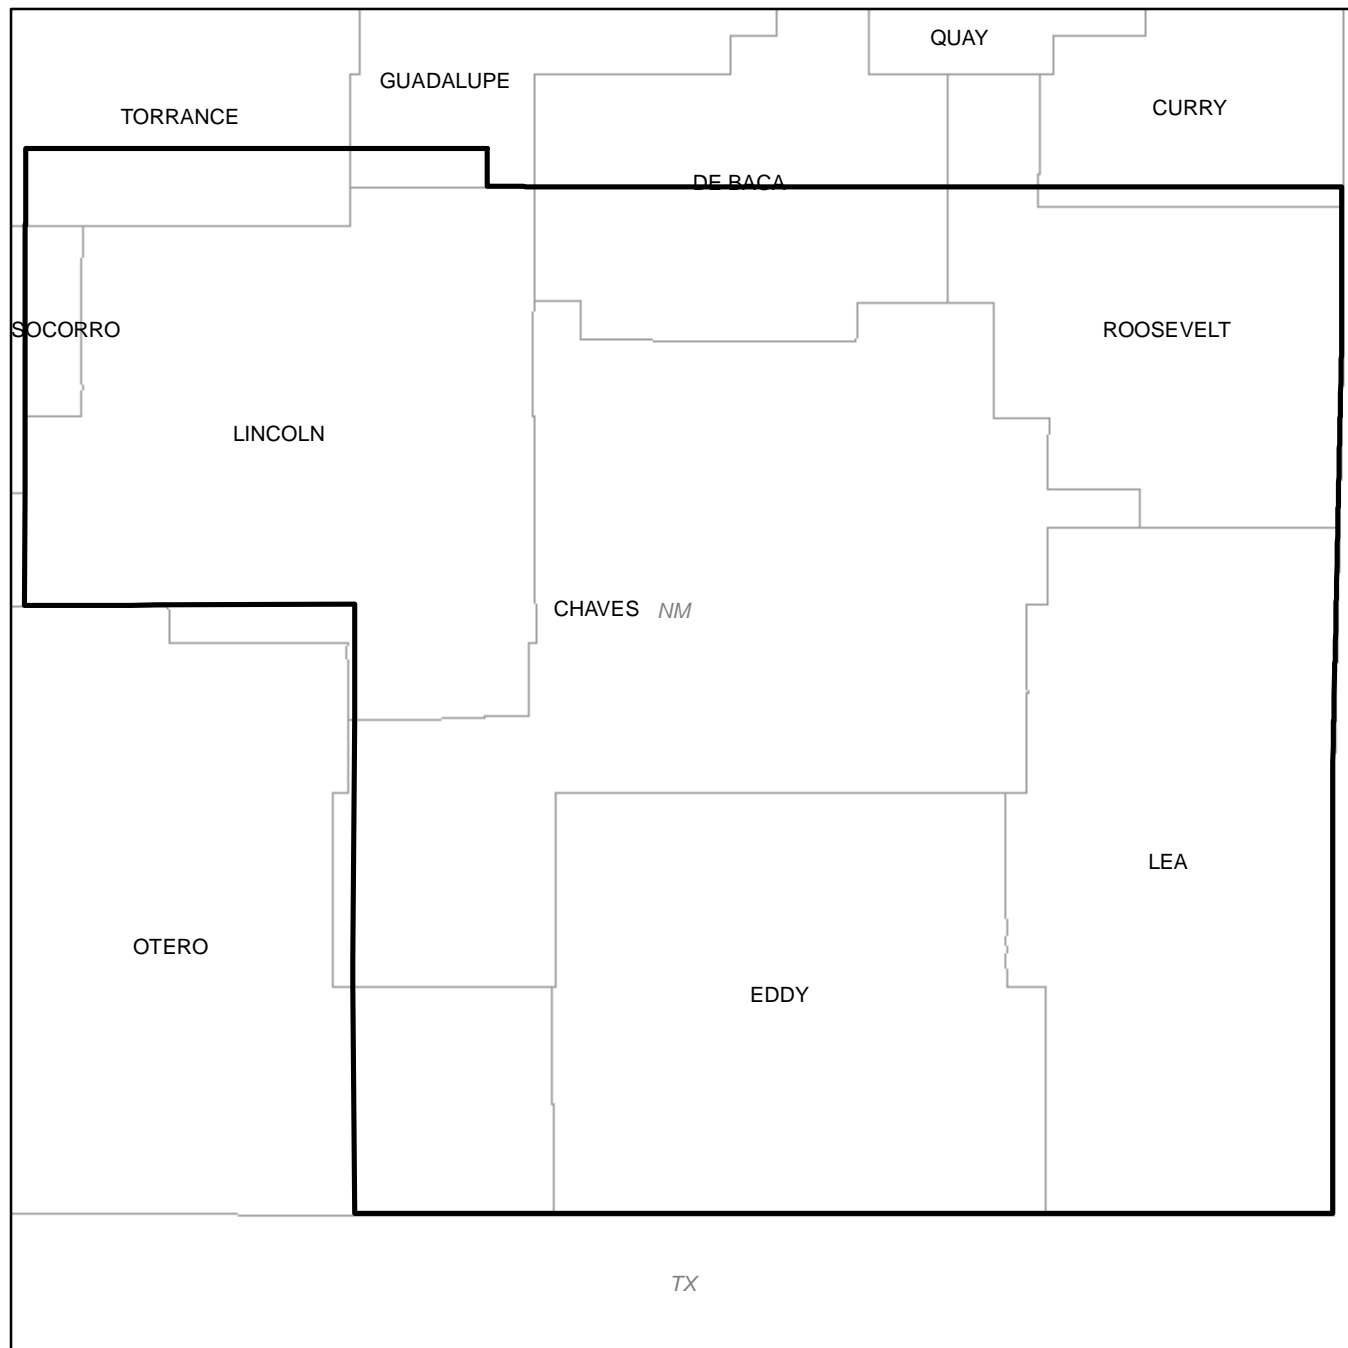 QUAY
GUADALUPE
CURRY
TORRANCE
DE BACA
SOCORRO
ROOSEVELT
LINCOLN
CHAVES
NM
LEA
OTERO
EDDY
TX